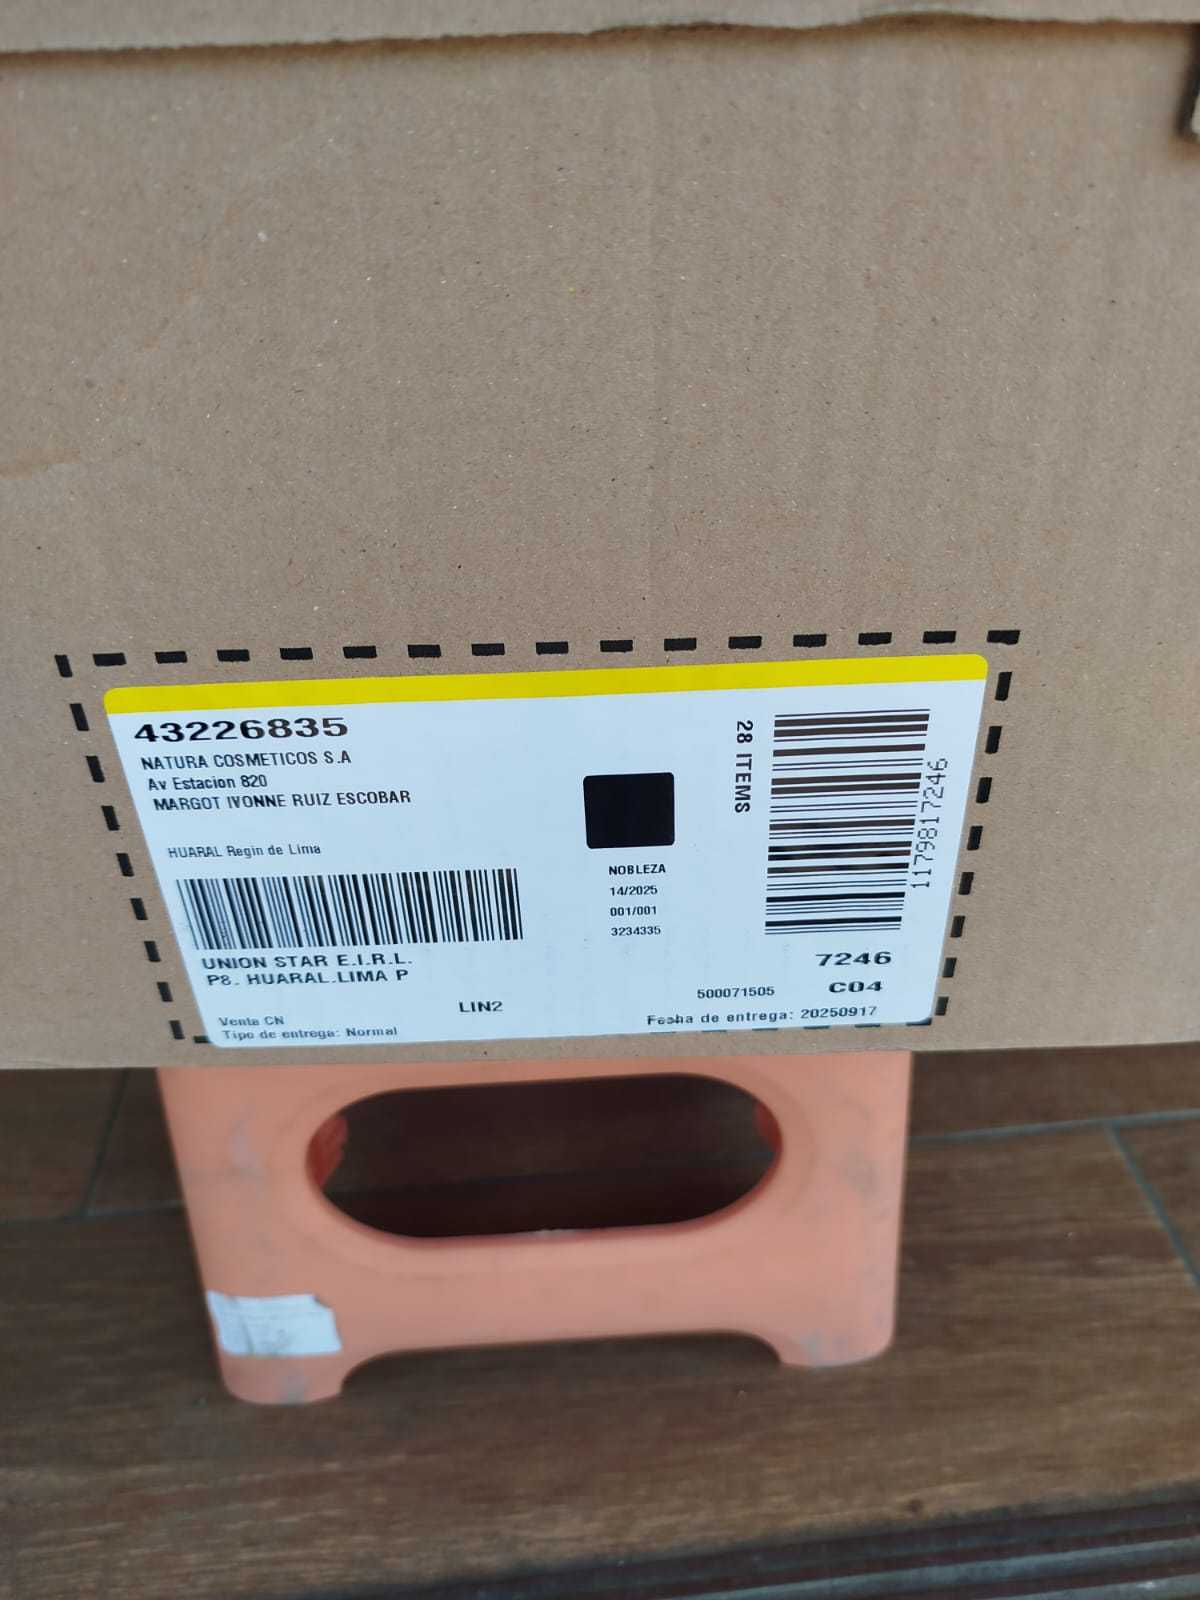 43226835
NATURA COSMETICOS S.A
Av Estacion 820
MARGOT IVONNE RUIZ ESCOBAR
HUARAL Regin de Lima
UNION STAR E.I.R.L.
P8. HUARAL.LIMA P
LIN2
Venta CN
Tipo de entrega: Normal
NOBLEZA
14/2025
001/001
3234335
28 ITEMS
1179817246
7246
500071505
C04
Fecha de entrega: 20250917